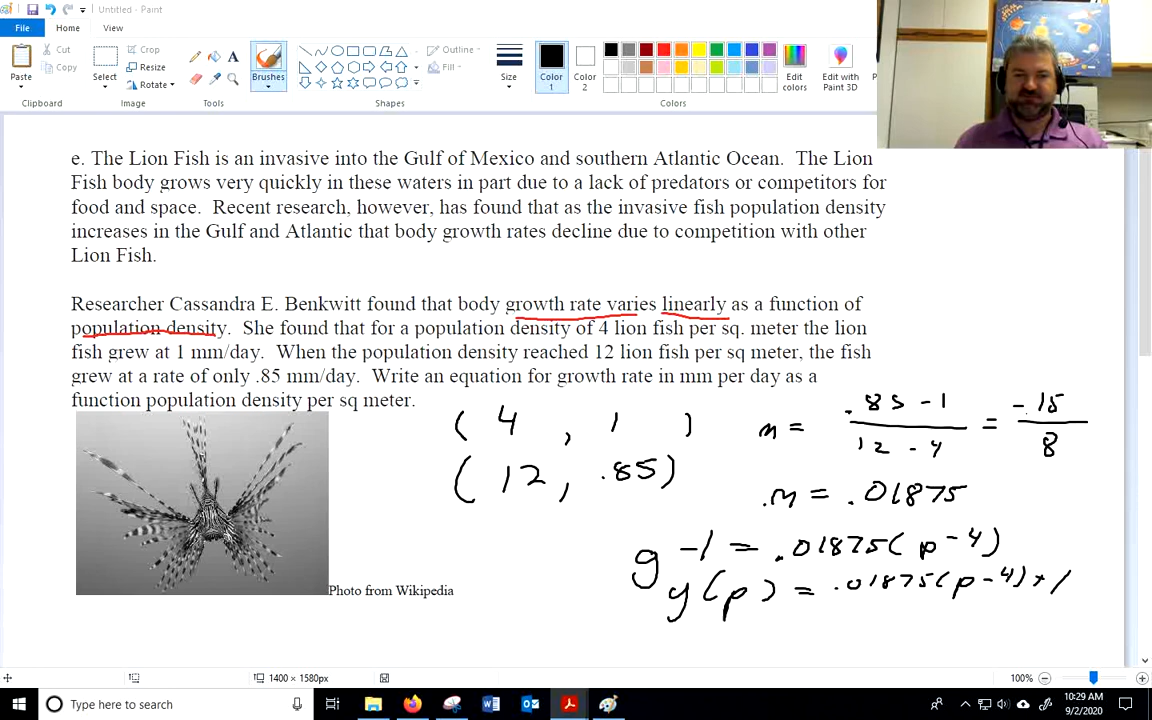 Untitled - Paint
File Home View
Paste
Cut
Copy
Clipboard
Select
Crop
Resize
Rotate
Image
Tools
Brushes
Shapes
Outline
Fill
Size
Color 1
Color 2
Edit colors
Edit with Paint 3D
Colors
e. The Lion Fish is an invasive into the Gulf of Mexico and southern Atlantic Ocean. The Lion
Fish body grows very quickly in these waters in part due to a lack of predators or competitors for
food and space. Recent research, however, has found that as the invasive fish population density
increases in the Gulf and Atlantic that body growth rates decline due to competition with other
Lion Fish.
Researcher Cassandra E. Benkwitt found that body growth rate varies linearly as a function of
population density. She found that for a population density of 4 lion fish per sq. meter the lion
fish grew at 1 mm/day. When the population density reached 12 lion fish per sq meter, the fish
grew at a rate of only .85 mm/day. Write an equation for growth rate in mm per day as a
function population density per sq meter.
( 4 , 1 )
( 12 , .85 )
m = .85 - 1 / 12 - 4 = - .15 / 8
m = .01875
g - 1 = .01875 ( p - 4 )
y ( p ) = .01875 ( p - 4 ) + 1
Photo from Wikipedia
1400 × 1580px
100%
Type here to search
10:29 AM
9/2/2020